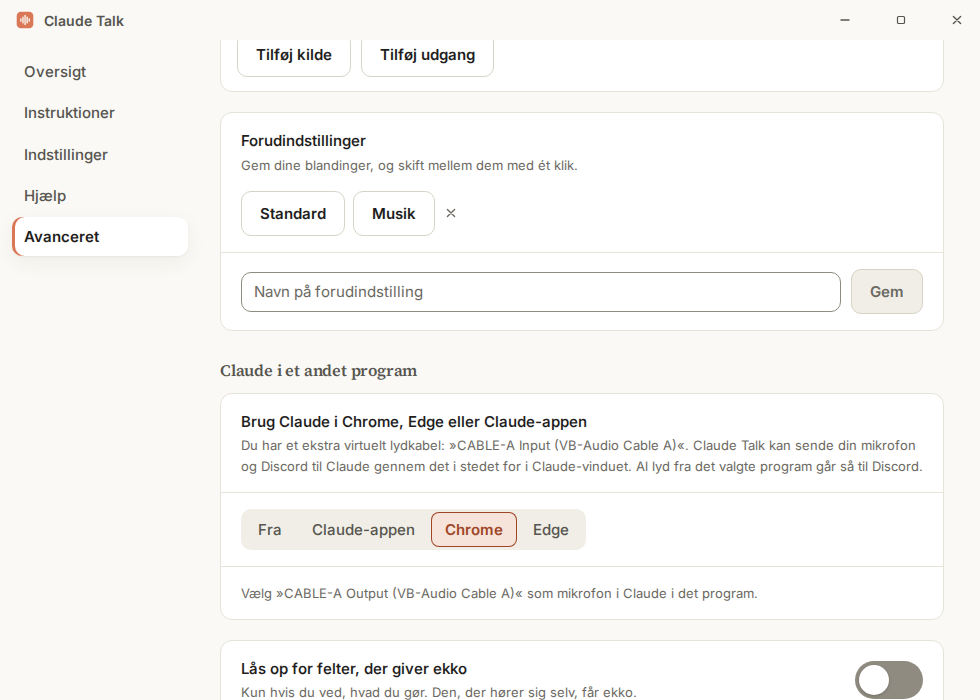 Claude Talk
Oversigt
Instruktioner
Indstillinger
Hjælp
Avanceret
Tilføj kilde
Tilføj udgang
Forudindstillinger
Gem dine blandinger, og skift mellem dem med ét klik.
Standard
Musik
Navn på forudindstilling
Gem
Claude i et andet program
Brug Claude i Chrome, Edge eller Claude-appen
Du har et ekstra virtuelt lydkabel: »CABLE-A Input (VB-Audio Cable A)«. Claude Talk kan sende din mikrofon
og Discord til Claude gennem det i stedet for i Claude-vinduet. Al lyd fra det valgte program går så til Discord.
Fra
Claude-appen
Chrome
Edge
Vælg »CABLE-A Output (VB-Audio Cable A)« som mikrofon i Claude i det program.
Lås op for felter, der giver ekko
Kun hvis du ved, hvad du gør. Den, der hører sig selv, får ekko.